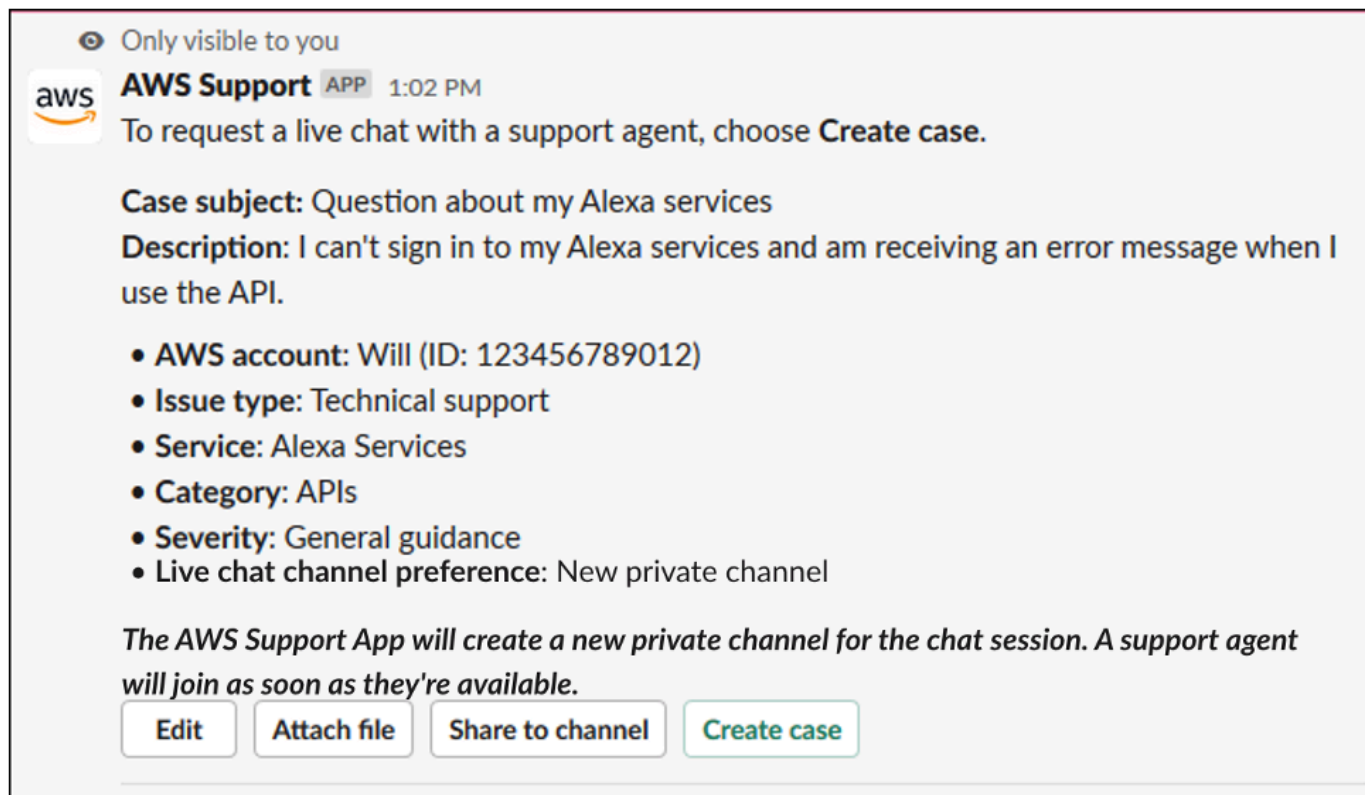 Only visible to you
aws
AWS Support APP 1:02 PM
To request a live chat with a support agent, choose Create case.
Case subject: Question about my Alexa services
Description: I can't sign in to my Alexa services and am receiving an error message when I
use the API.
• AWS account: Will (ID: 123456789012)
• Issue type: Technical support
• Service: Alexa Services
• Category: APIs
• Severity: General guidance
• Live chat channel preference: New private channel
The AWS Support App will create a new private channel for the chat session. A support agent
will join as soon as they're available.
Edit Attach file Share to channel Create case